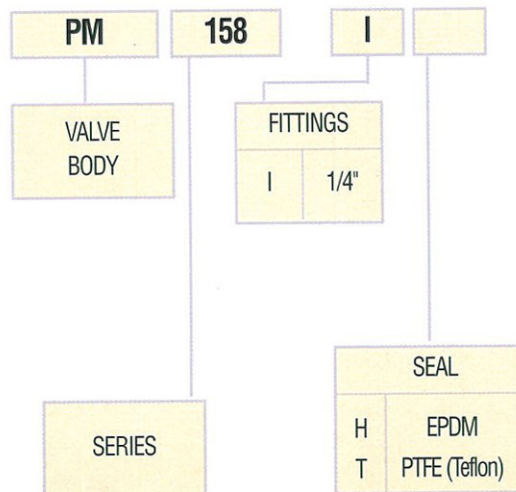 PM 158 I
VALVE
BODY
FITTINGS
I 1/4"
SERIES
SEAL
H EPDM
T PTFE (Teflon)